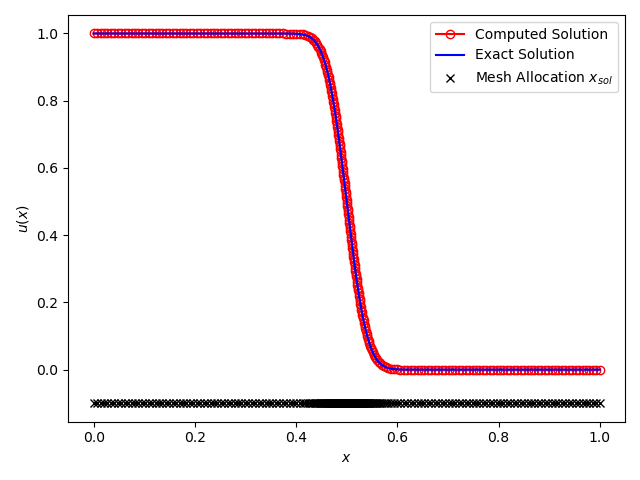 1.0
0.8
0.6
0.4
0.2
0.0
u(x)
Computed Solution
Exact Solution
Mesh Allocation x_sol
0.0 0.2 0.4 0.6 0.8 1.0
x